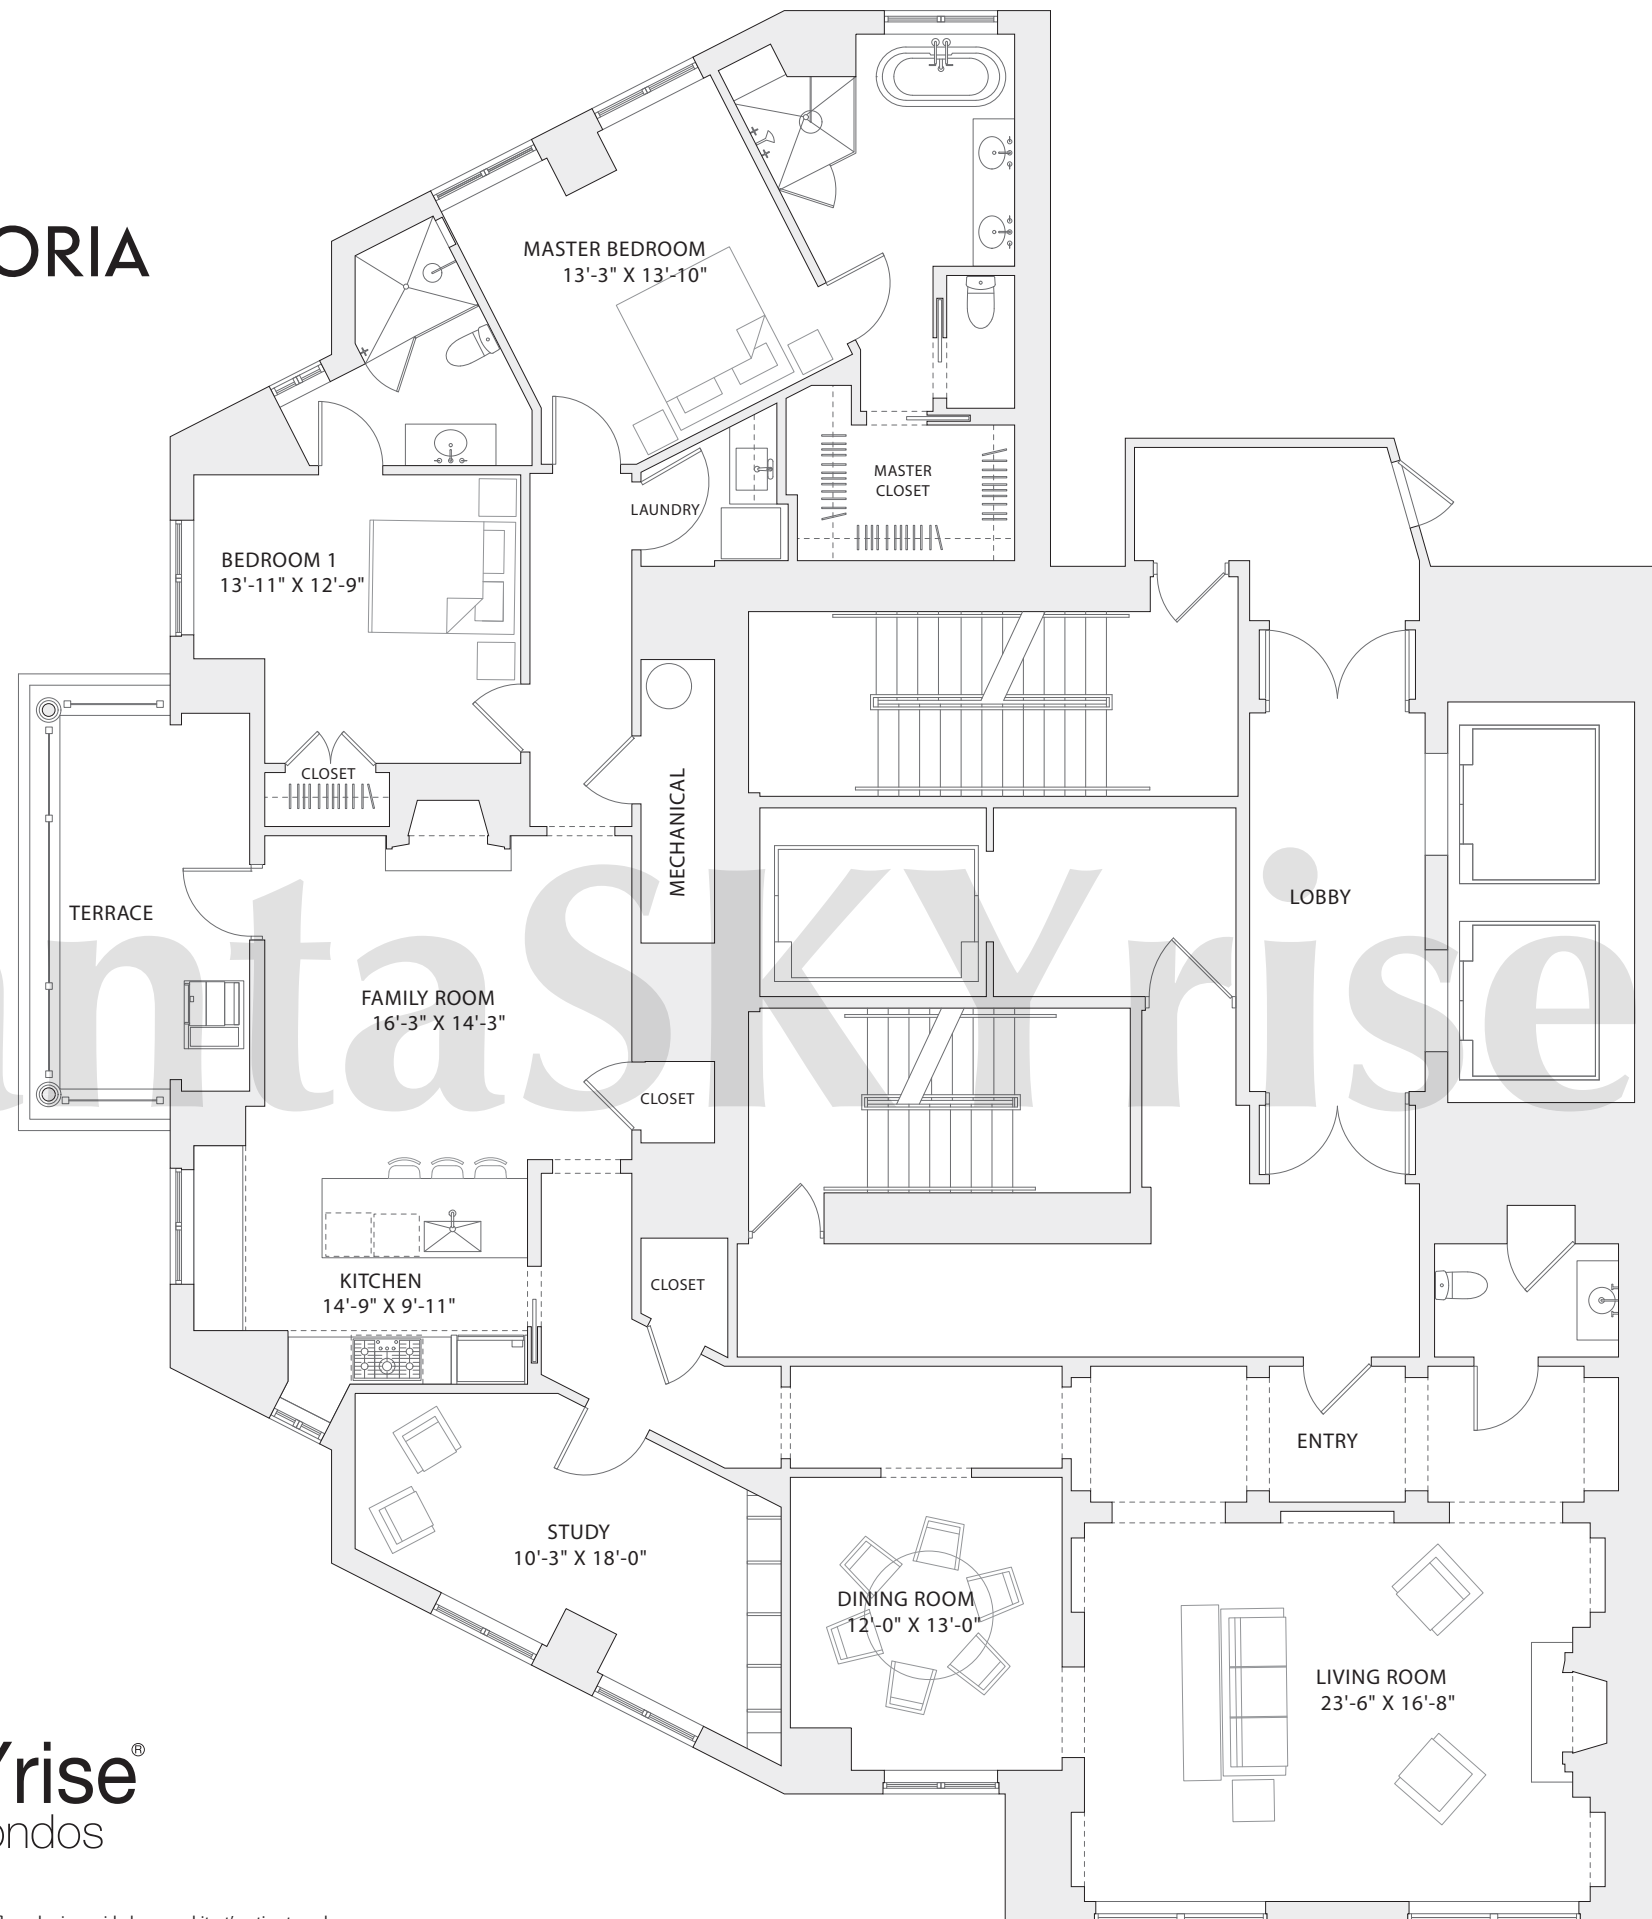 ORIA
MASTER BEDROOM
13'-3" X 13'-10"
MASTER
CLOSET
LAUNDRY
BEDROOM 1
13'-11" X 12'-9"
CLOSET
MECHANICAL
TERRACE
LOBBY
antaSKYrise
FAMILY ROOM
16'-3" X 14'-3"
CLOSET
KITCHEN
14'-9" X 9'-11"
CLOSET
ENTRY
STUDY
10'-3" X 18'-0"
DINING ROOM
12'-0" X 13'-0"
LIVING ROOM
23'-6" X 16'-8"
Yrise®
ondos